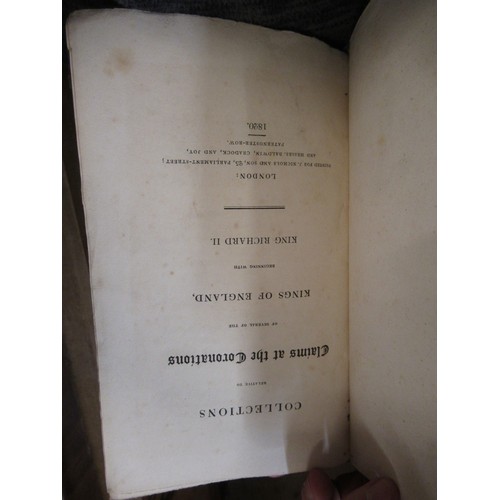 COLLECTIONS
RELATIVE TO
Claims at the Coronations
OF SEVERAL OF THE
KINGS OF ENGLAND,
BEGINNING WITH
KING RICHARD II.
LONDON:
PRINTED FOR J. NICHOLS AND SON, 25, PARLIAMENT-STREET;
AND MESSRS. BALDWIN, CRADOCK, AND JOY,
PATERNOSTER-ROW.
1820.